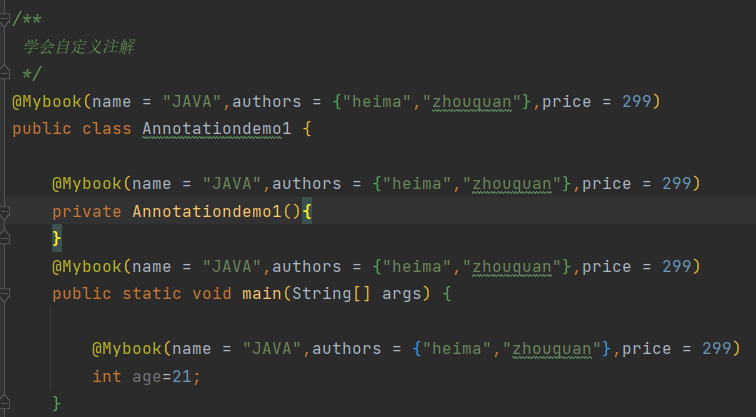 /**
学会自定义注解
*/
@Mybook(name = "JAVA",authors = {"heima","zhouquan"},price = 299)
public class Annotationdemo1 {
@Mybook(name = "JAVA",authors = {"heima","zhouquan"},price = 299)
private Annotationdemo1(){
}
@Mybook(name = "JAVA",authors = {"heima","zhouquan"},price = 299)
public static void main(String[] args) {
@Mybook(name = "JAVA",authors = {"heima","zhouquan"},price = 299)
int age=21;
}